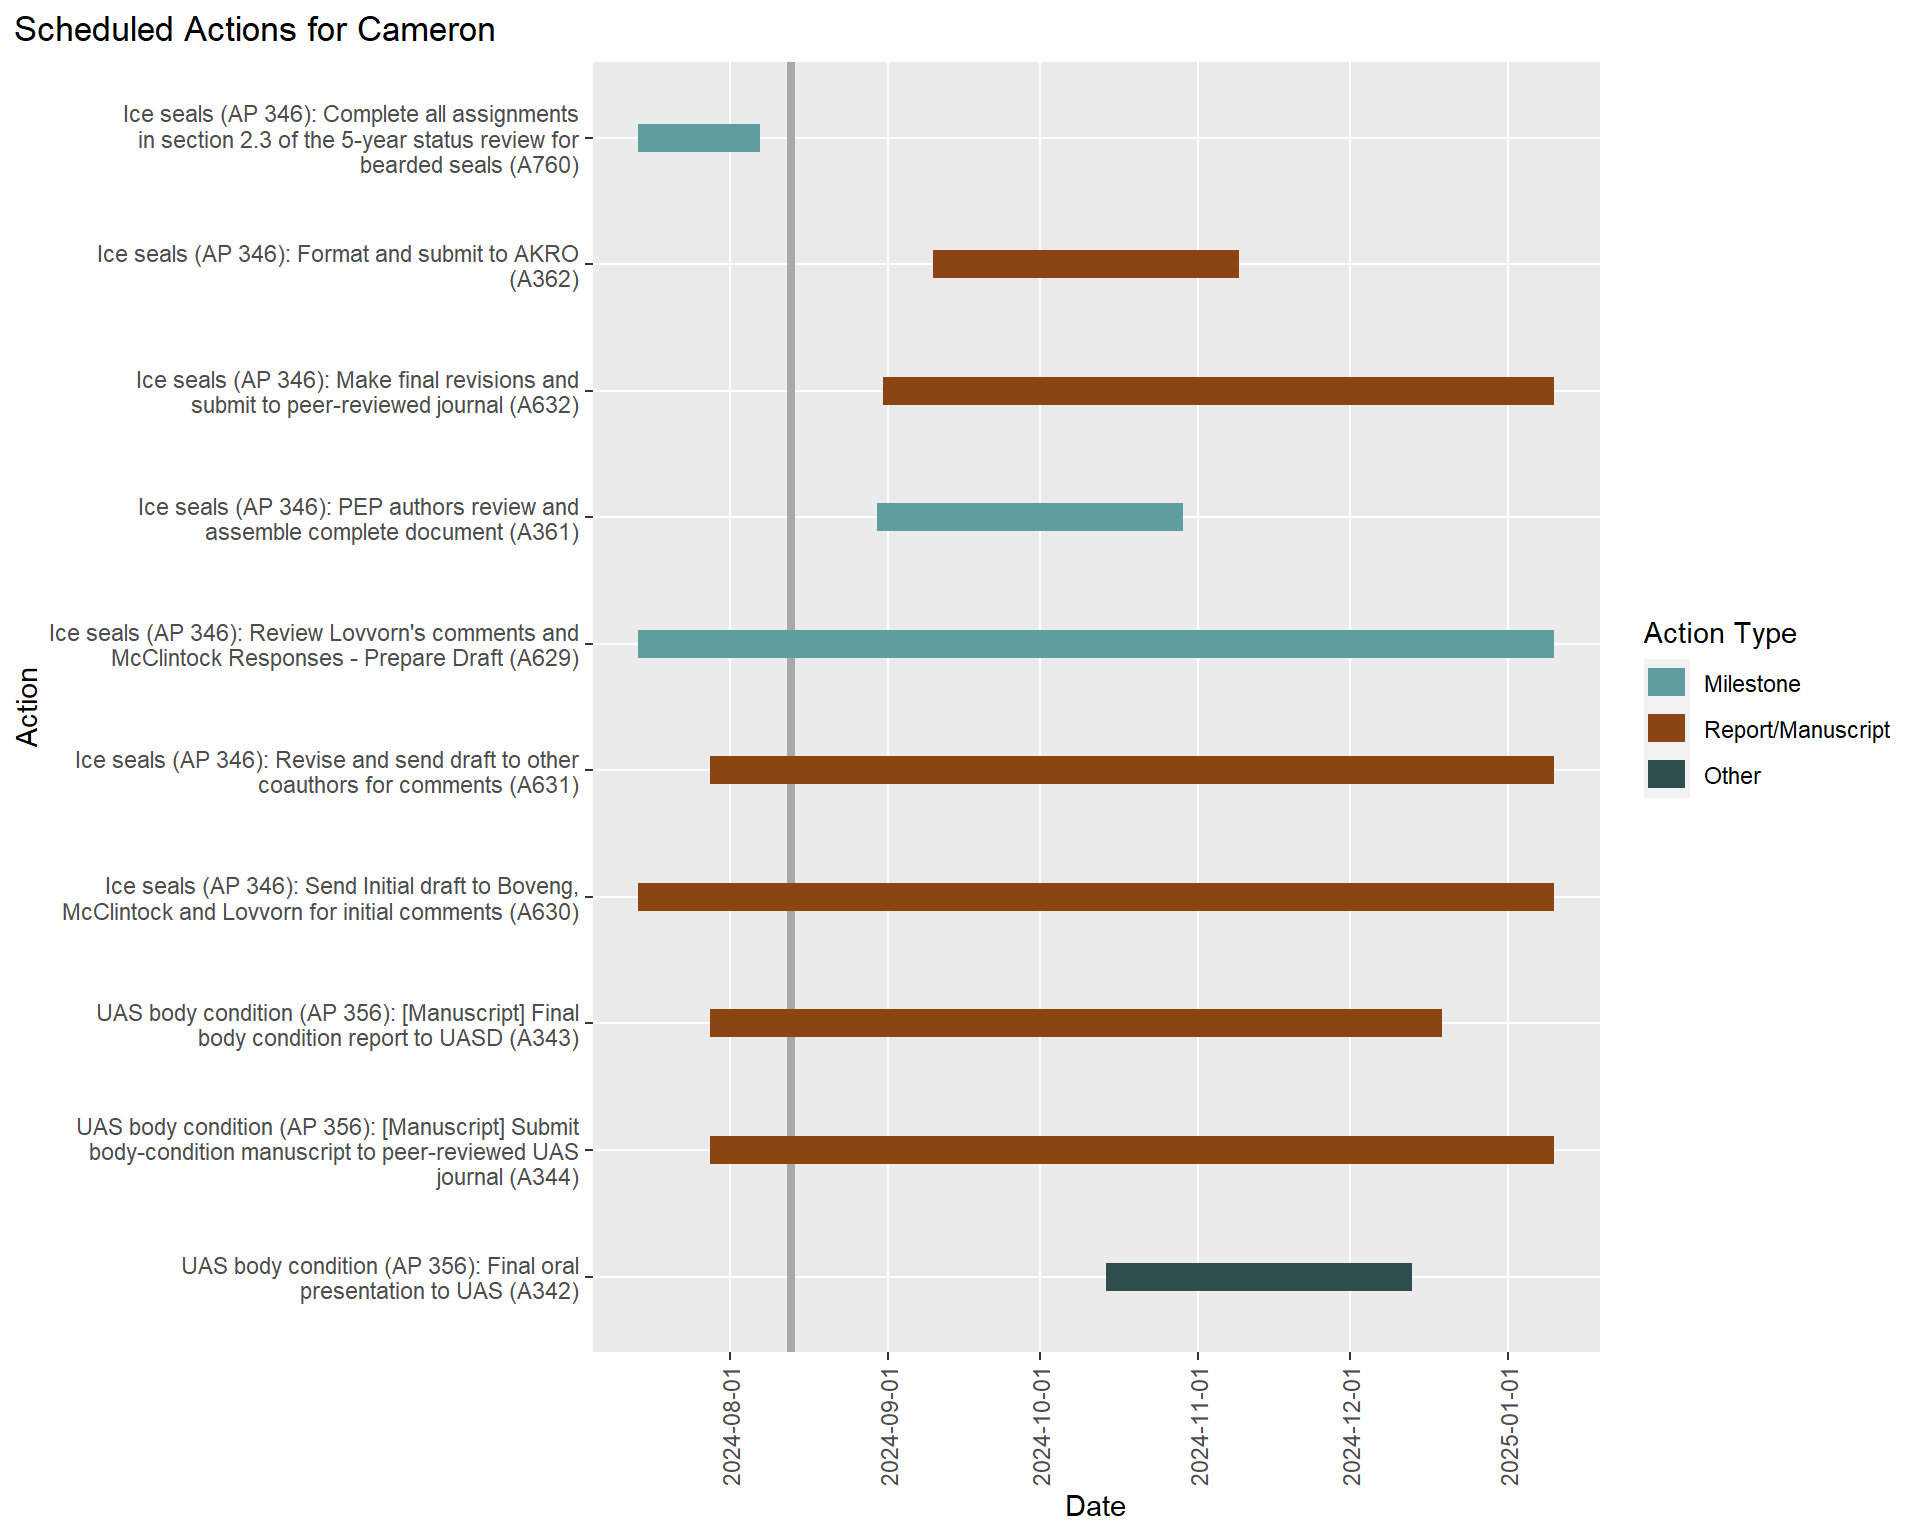 Scheduled Actions for Cameron
Ice seals (AP 346): Complete all assignments
in section 2.3 of the 5-year status review for
bearded seals (A760)
Ice seals (AP 346): Format and submit to AKRO
(A362)
Ice seals (AP 346): Make final revisions and
submit to peer-reviewed journal (A632)
Ice seals (AP 346): PEP authors review and
assemble complete document (A361)
Ice seals (AP 346): Review Lovvorn's comments and
McClintock Responses - Prepare Draft (A629)
Ice seals (AP 346): Revise and send draft to other
coauthors for comments (A631)
Ice seals (AP 346): Send Initial draft to Boveng,
McClintock and Lovvorn for initial comments (A630)
UAS body condition (AP 356): [Manuscript] Final
body condition report to UASD (A343)
UAS body condition (AP 356): [Manuscript] Submit
body-condition manuscript to peer-reviewed UAS
journal (A344)
UAS body condition (AP 356): Final oral
presentation to UAS (A342)
Action
2024-08-01
2024-09-01
2024-10-01
2024-11-01
2024-12-01
2025-01-01
Date
Action Type
Milestone
Report/Manuscript
Other